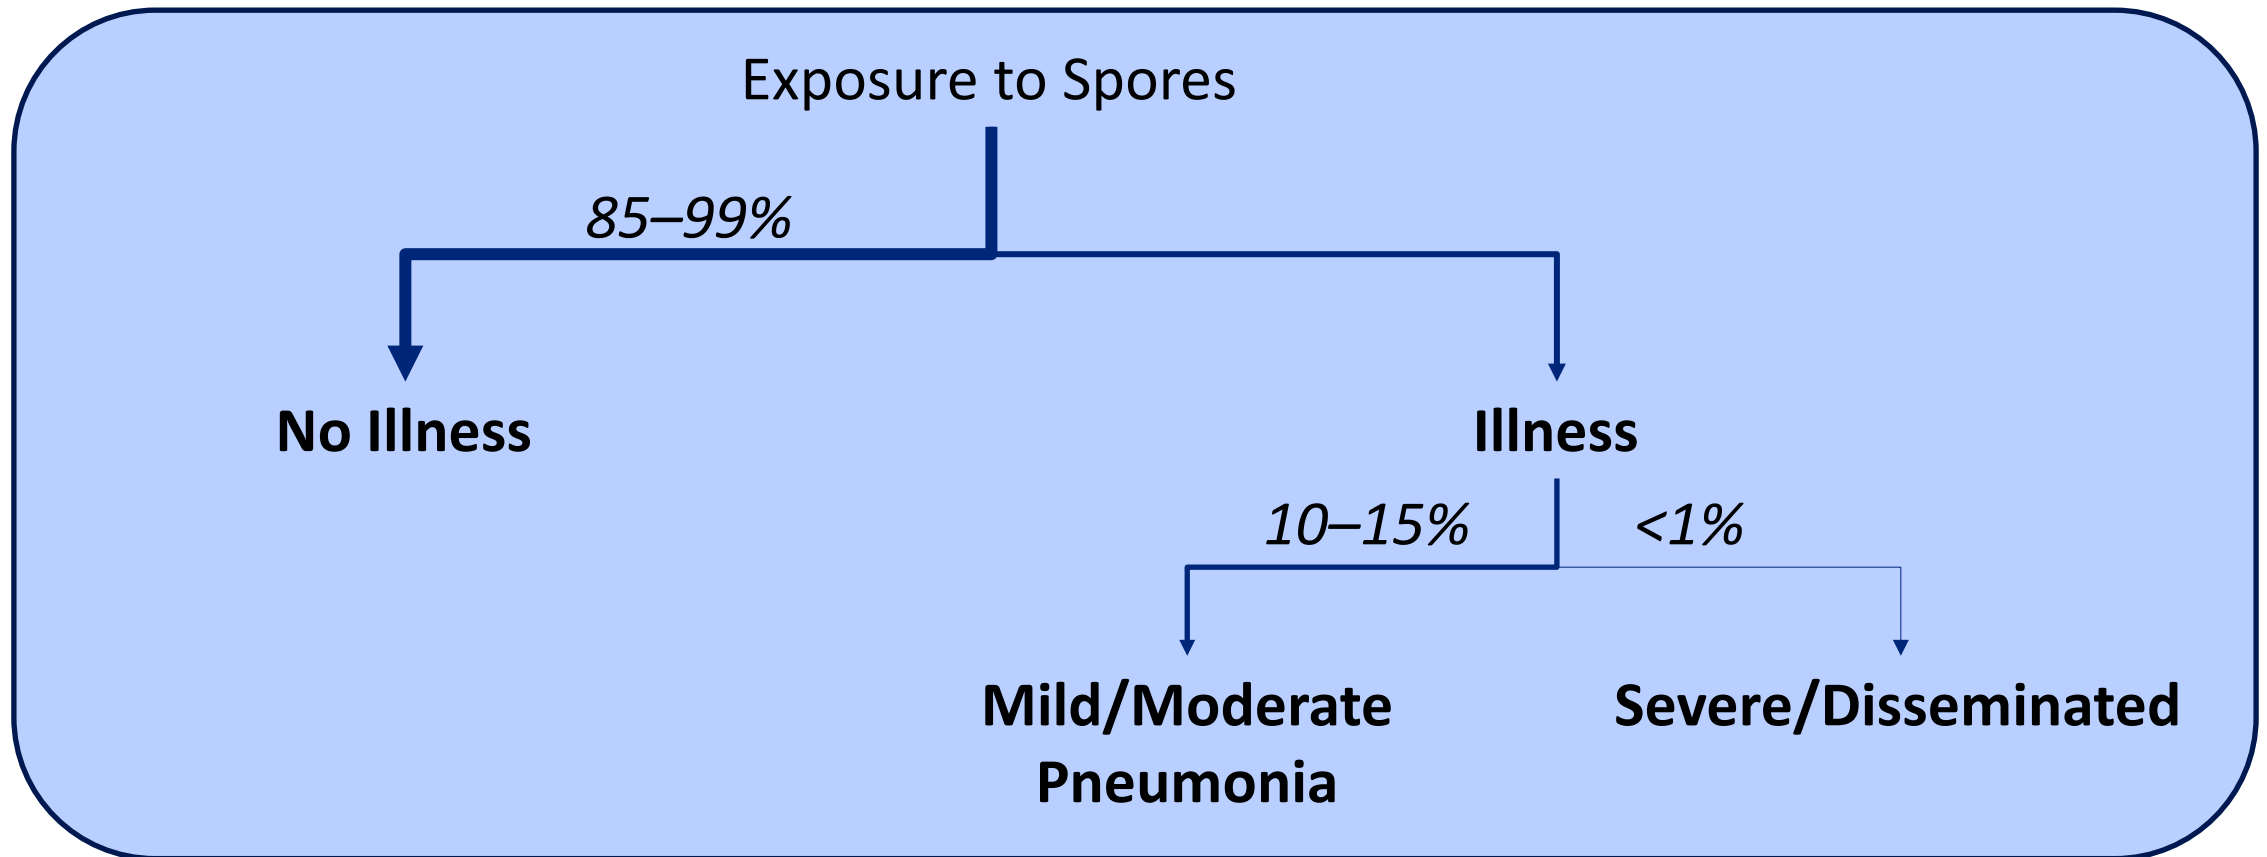 Exposure to Spores
85–99%
No Illness
Illness
10–15%
<1%
Mild/Moderate
Pneumonia
Severe/Disseminated